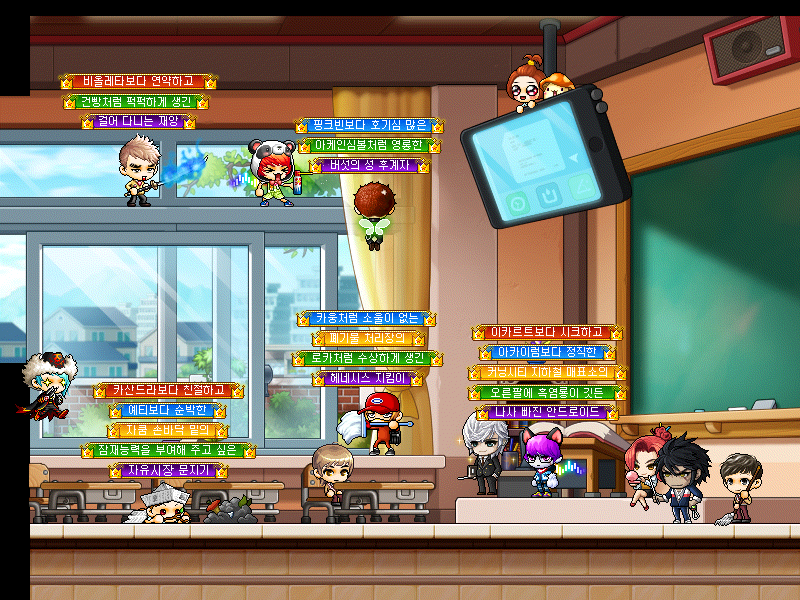 비올레타보다 연약하고
건빵처럼 퍽퍽하게 생긴
걸어 다니는 재앙
핑크빈보다 호기심 많은
아케인심볼처럼 영롱한
버섯의 성 후계자
카웅처럼 소울이 없는
폐기물 처리장의
로카처럼 수상하게 생긴
헤네시스 지킴이
이카르트보다 시크하고
아카이럼보다 정직한
커닝시티 지하철 매표소의
오른팔에 흑염룡이 깃든
나사 빠진 안드로이드
카산드라보다 친절하고
예티보다 순박한
자쿰 손바닥 밑의
잠재능력을 부여해 주고 싶은
자유시장 문지기